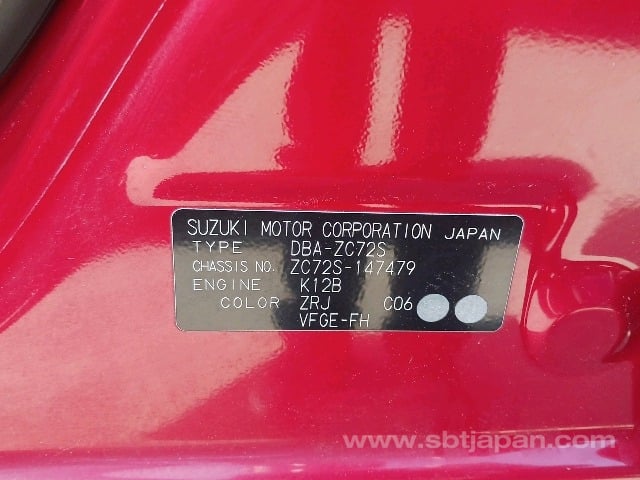 SUZUKI MOTOR CORPORATION JAPAN
TYPE DBA-ZC72S
CHASSIS NO. ZC72S-147479
ENGINE K12B
COLOR ZRJ C06
VFGE-FH
www.sbtjapan.com